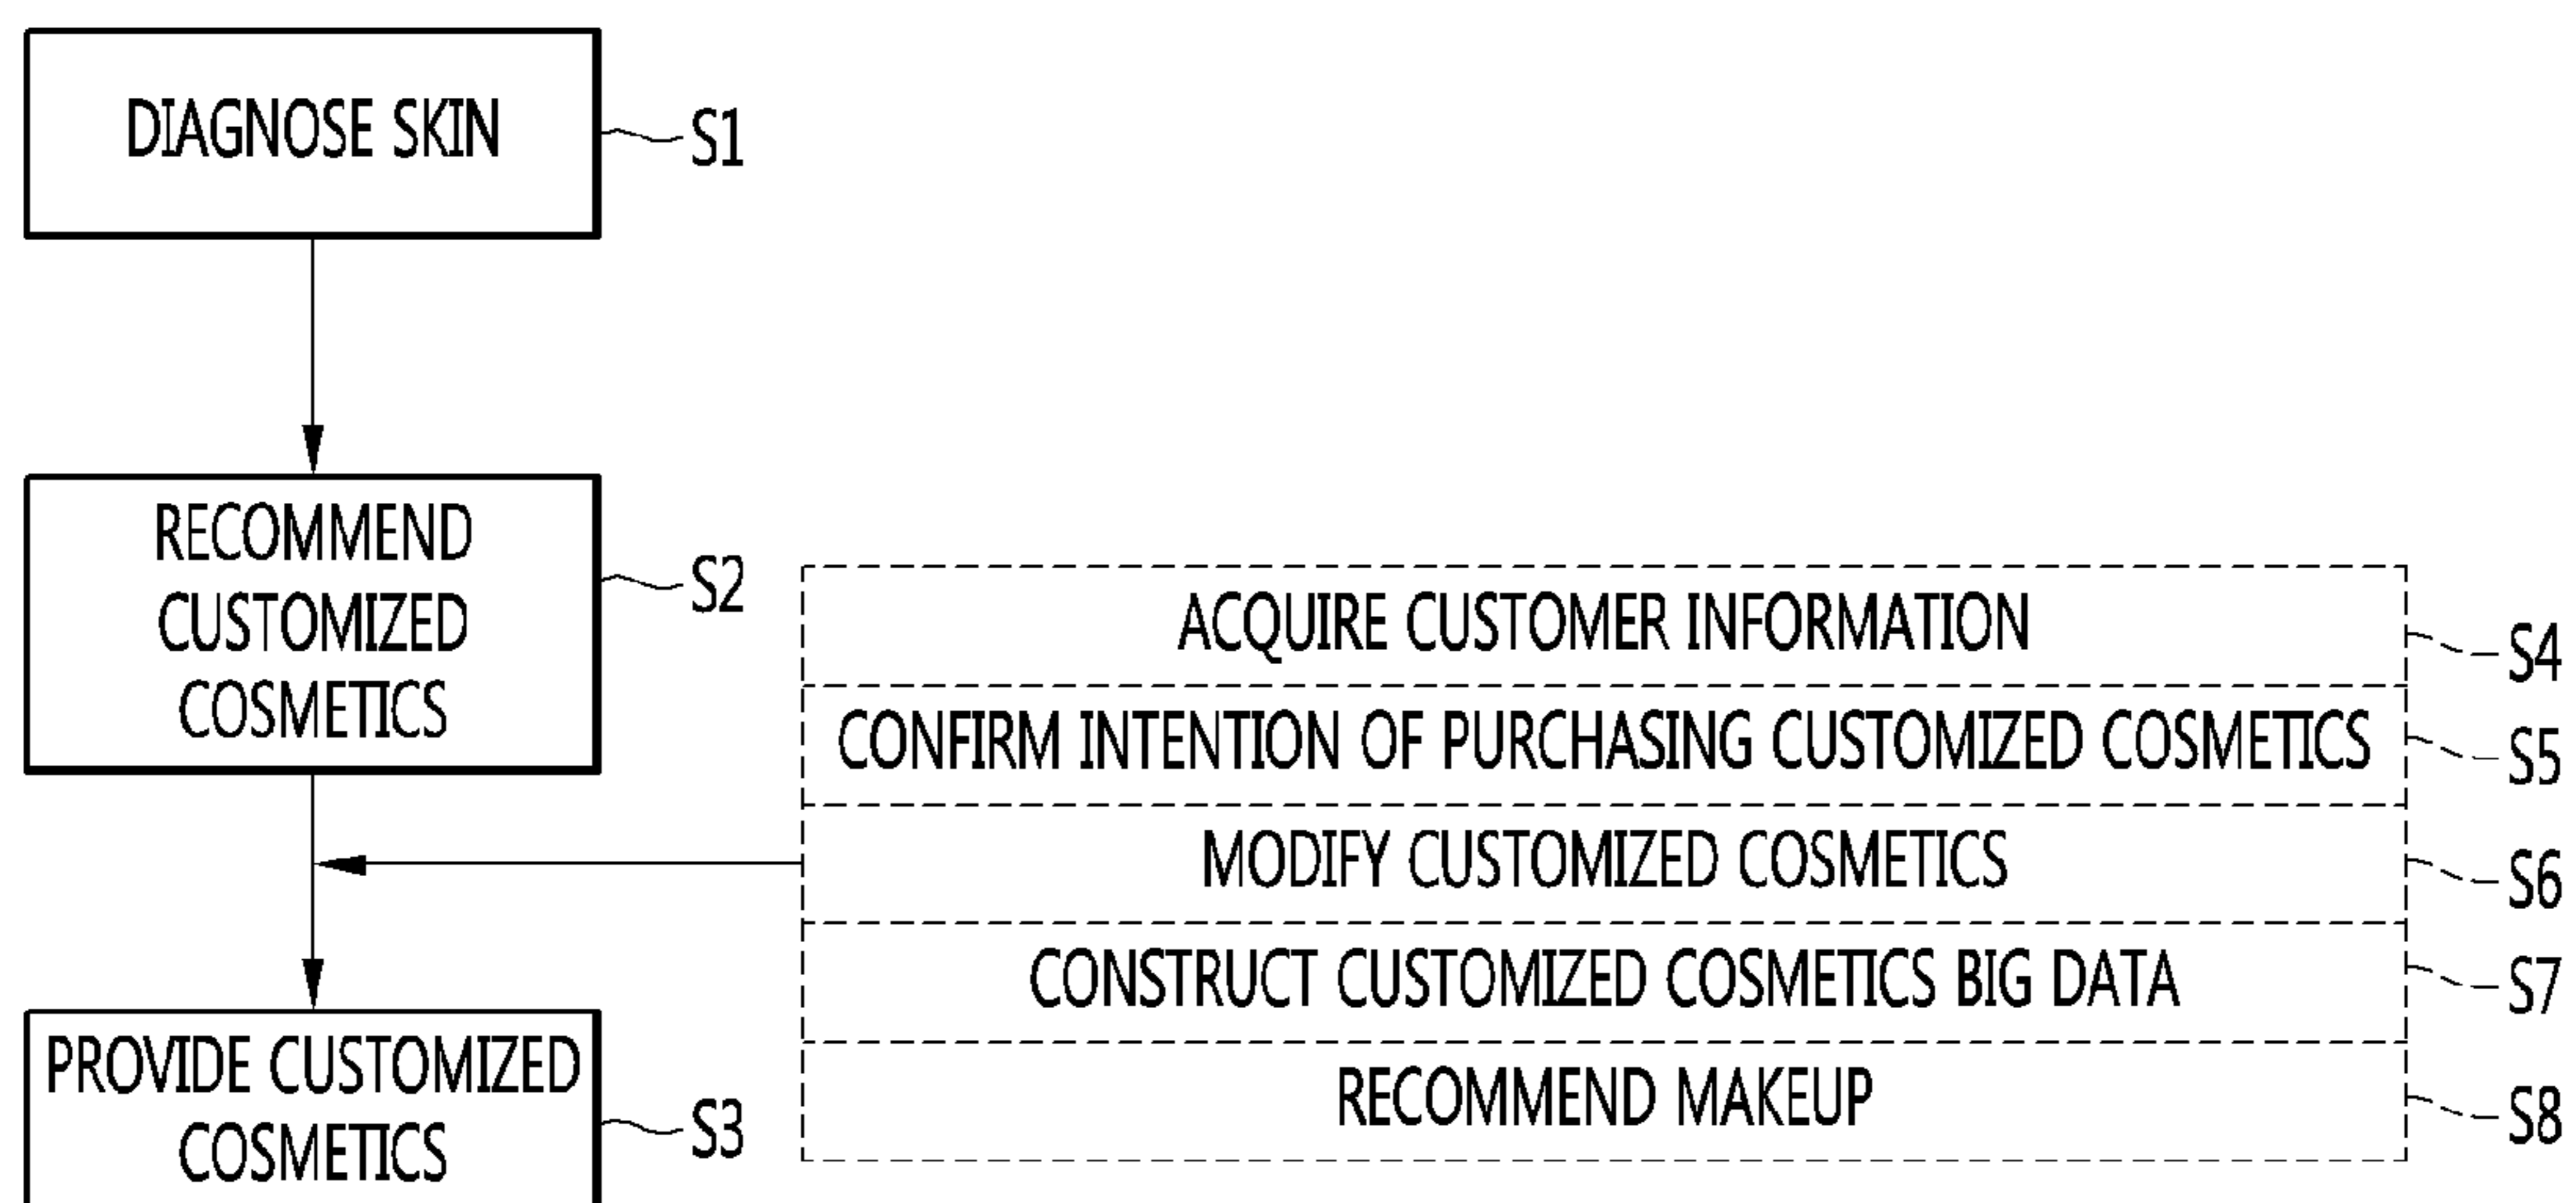 DIAGNOSE SKIN
S1
RECOMMEND
CUSTOMIZED
COSMETICS
S2
ACQUIRE CUSTOMER INFORMATION
S4
CONFIRM INTENTION OF PURCHASING CUSTOMIZED COSMETICS
S5
MODIFY CUSTOMIZED COSMETICS
S6
CONSTRUCT CUSTOMIZED COSMETICS BIG DATA
S7
RECOMMEND MAKEUP
S8
PROVIDE CUSTOMIZED
COSMETICS
S3